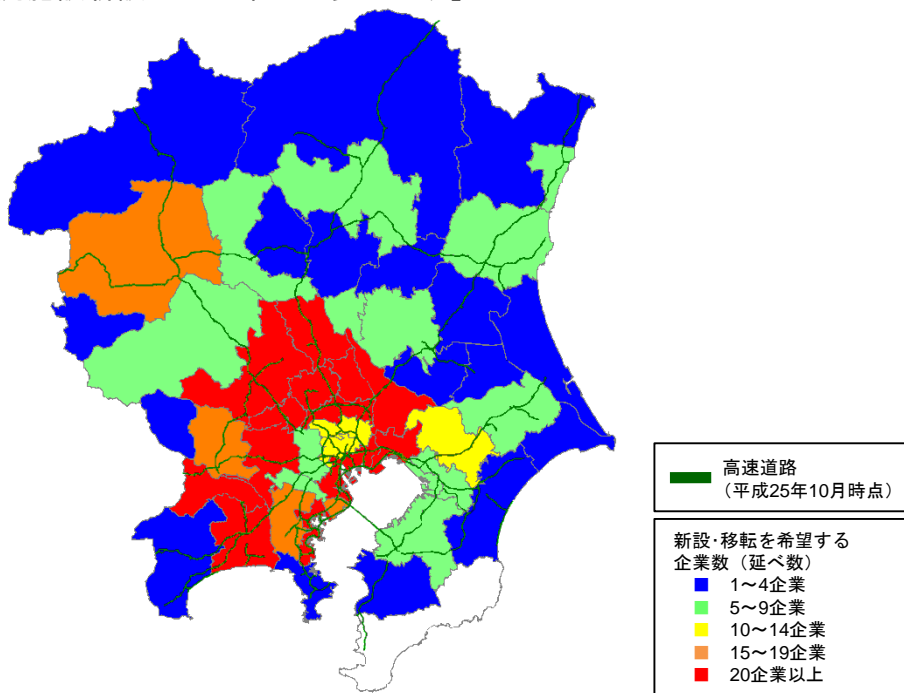 高速道路
(平成25年10月時点)
新設･移転を希望する
企業数（延べ数）
1～4企業
5～9企業
10～14企業
15～19企業
20企業以上